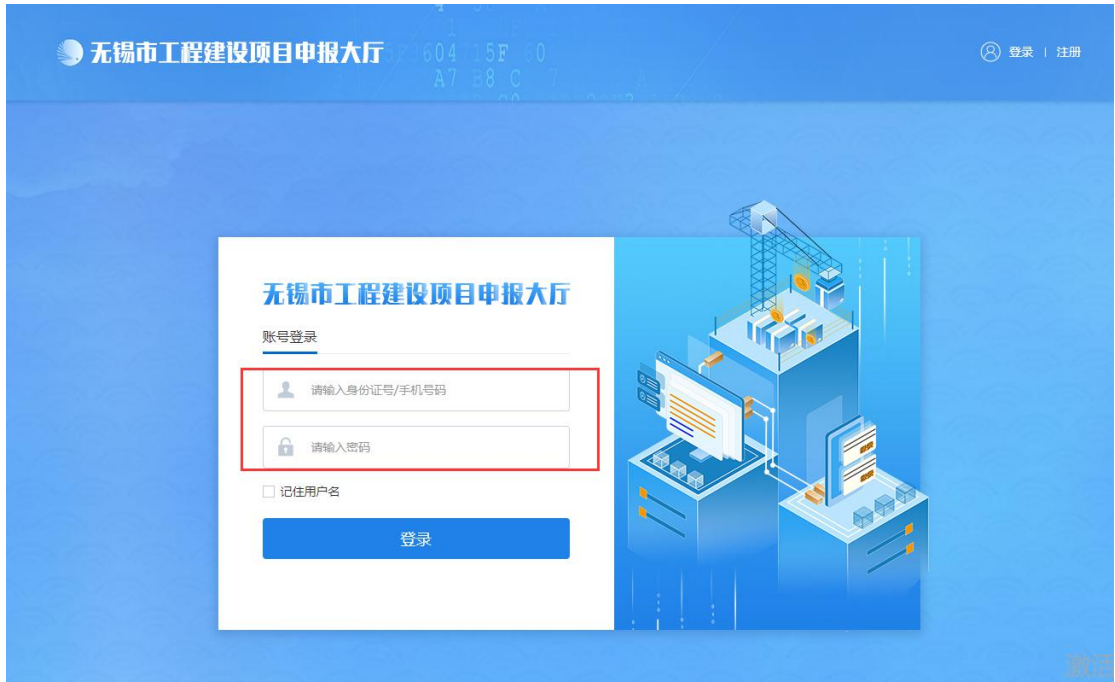 无锡市工程建设项目申报大厅
登录 | 注册
无锡市工程建设项目申报大厅
账号登录
请输入身份证号/手机号码
请输入密码
记住用户名
登录
激活